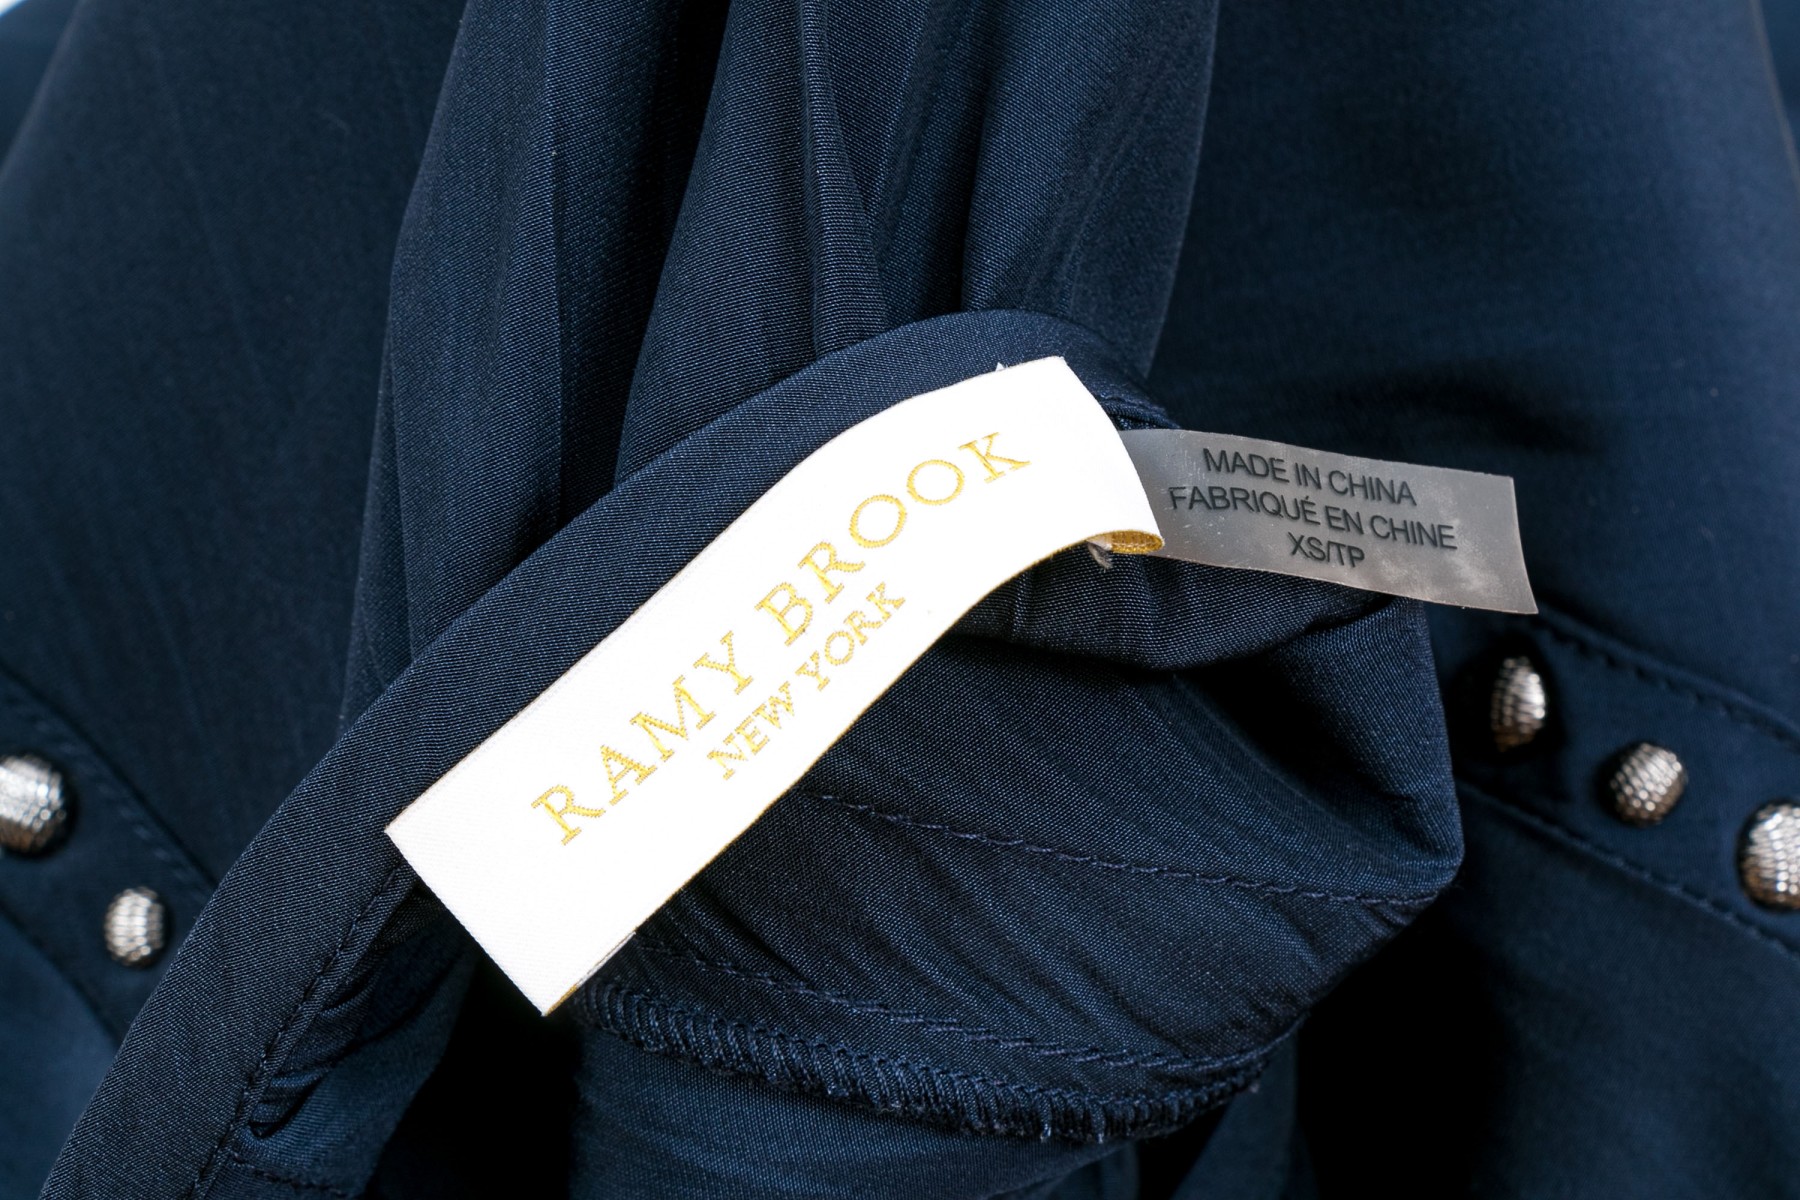 RAMY BROOK
NEW YORK
MADE IN CHINA
FABRIQUÉ EN CHINE
XS/TP